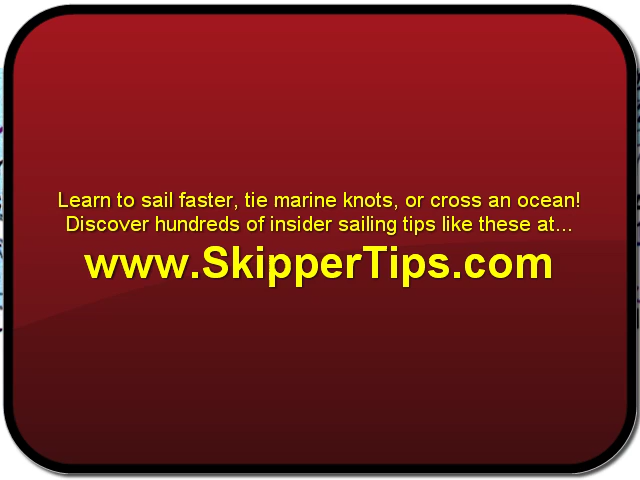 Learn to sail faster, tie marine knots, or cross an ocean!
Discover hundreds of insider sailing tips like these at...
www.SkipperTips.com